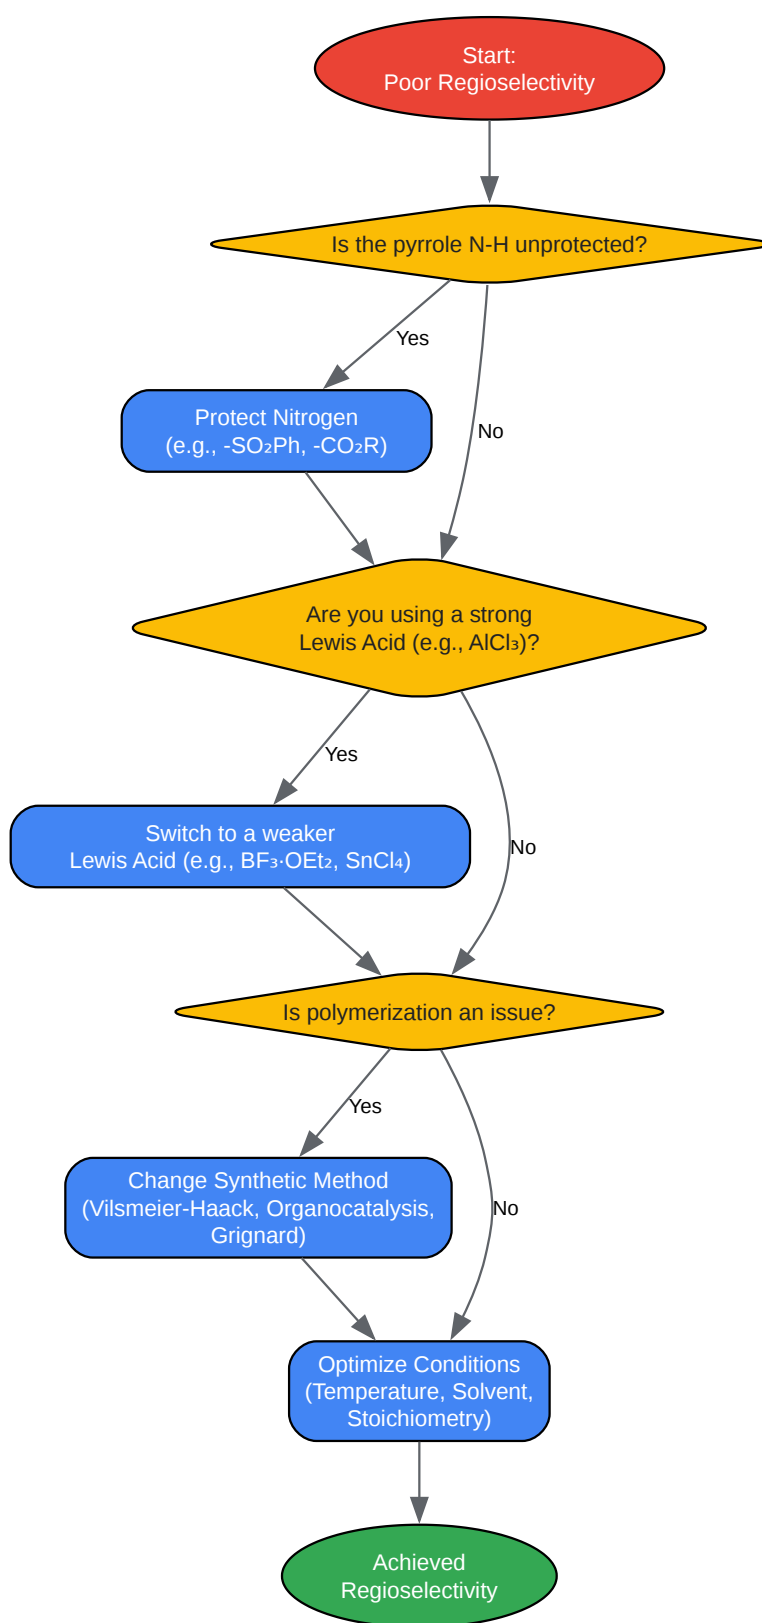 Start:
Poor Regioselectivity
Is the pyrrole N-H unprotected?
Yes
No
Protect Nitrogen
(e.g., -SO₂Ph, -CO₂R)
Are you using a strong
Lewis Acid (e.g., AlCl₃)?
Yes
No
Switch to a weaker
Lewis Acid (e.g., BF₃·OEt₂, SnCl₄)
Is polymerization an issue?
Yes
No
Change Synthetic Method
(Vilsmeier-Haack, Organocatalysis,
Grignard)
Optimize Conditions
(Temperature, Solvent,
Stoichiometry)
Achieved
Regioselectivity